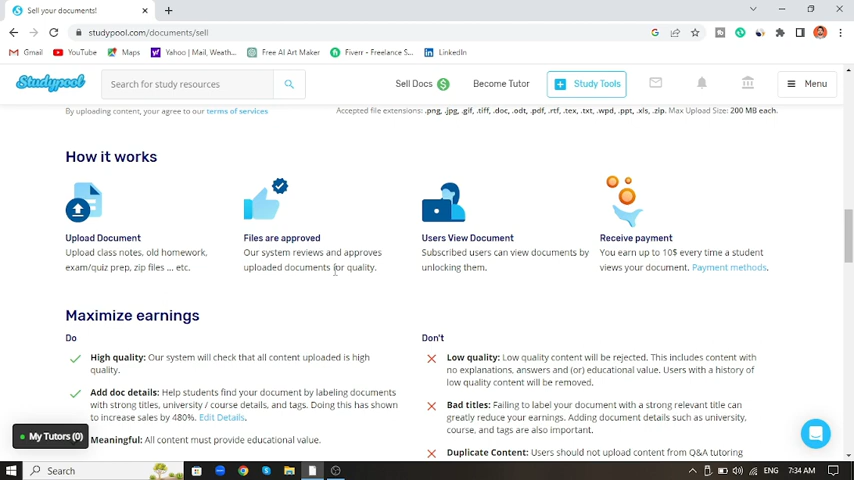 Sell your documents!
studypool.com/documents/sell
Gmail
YouTube
Maps
Yahoo | Mail, Weath...
Free AI Art Maker
Fiverr - Freelance S...
LinkedIn
Studypool
Search for study resources
Sell Docs $
Become Tutor
Study Tools
Menu
By uploading content, your agree to our terms of services
Accepted file extensions: .png, .jpg, .gif, .tiff, .doc, .odt, .pdf, .rtf, .tex, .txt, .wpd, .ppt, .xls, .zip. Max Upload Size: 200 MB each.
How it works
Upload Document
Upload class notes, old homework,
exam/quiz prep, zip files ... etc.
Files are approved
Our system reviews and approves
uploaded documents for quality.
Users View Document
Subscribed users can view documents by
unlocking them.
Receive payment
You earn up to 10$ every time a student
views your document. Payment methods.
Maximize earnings
Do
High quality: Our system will check that all content uploaded is high
quality.
Add doc details: Help students find your document by labeling documents
with strong titles, university / course details, and tags. Doing this has shown
to increase sales by 480%. Edit Details.
Meaningful: All content must provide educational value.
Don't
Low quality: Low quality content will be rejected. This includes content with
no explanations, answers and (or) educational value. Users with a history of
low quality content will be removed.
Bad titles: Failing to label your document with a strong relevant title can
greatly reduce your earnings. Adding document details such as university,
course, and tags are also important.
Duplicate Content: Users should not upload content from Q&A tutoring
My Tutors (0)
Search
ENG
7:34 AM